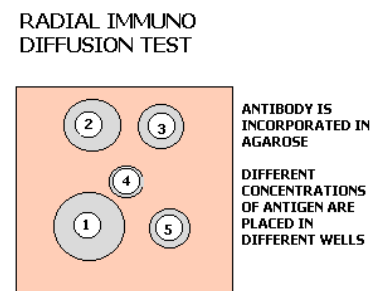 RADIAL IMMUNO
DIFFUSION TEST
ANTIBODY IS
INCORPORATED IN
AGAROSE
DIFFERENT
CONCENTRATIONS
OF ANTIGEN ARE
PLACED IN
DIFFERENT WELLS
2
3
4
1
5